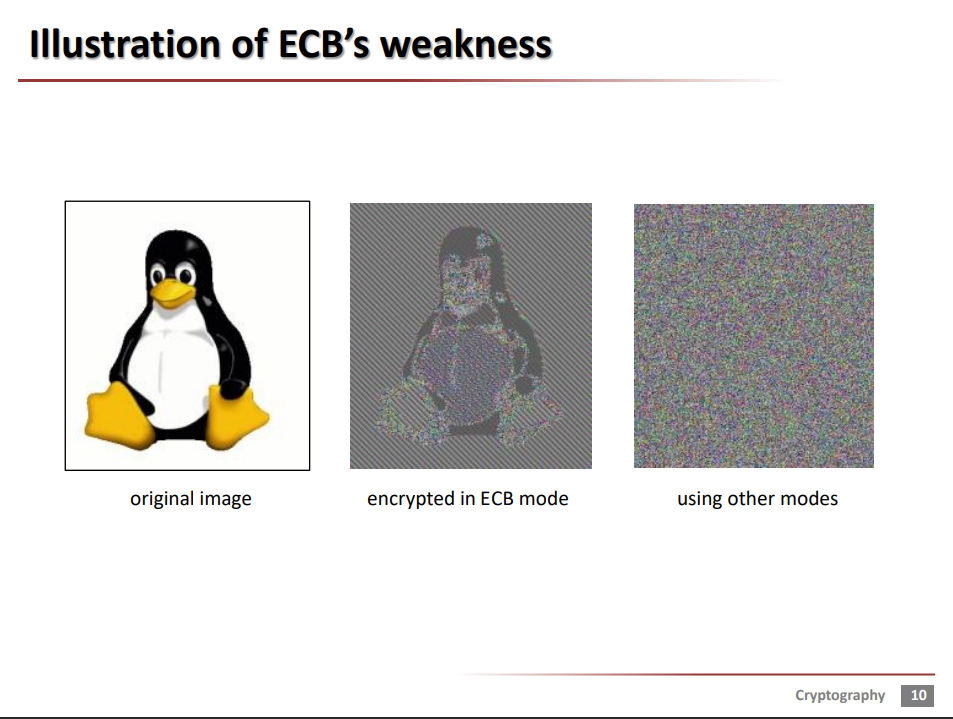 Illustration of ECB’s weakness
original image
encrypted in ECB mode
using other modes
Cryptography
10